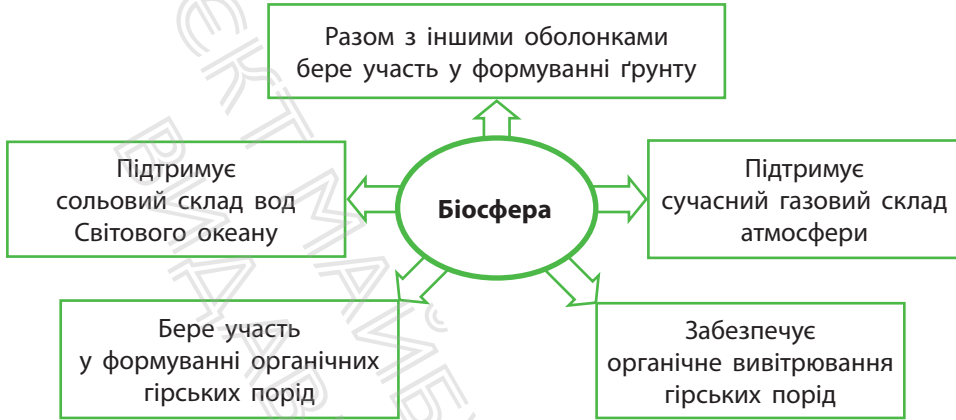 Разом з іншими оболонками
бере участь у формуванні ґрунту
Підтримує
сольовий склад вод
Світового океану
Біосфера
Підтримує
сучасний газовий склад
атмосфери
Бере участь
у формуванні органічних
гірських порід
Забезпечує
органічне вивітрювання
гірських порід